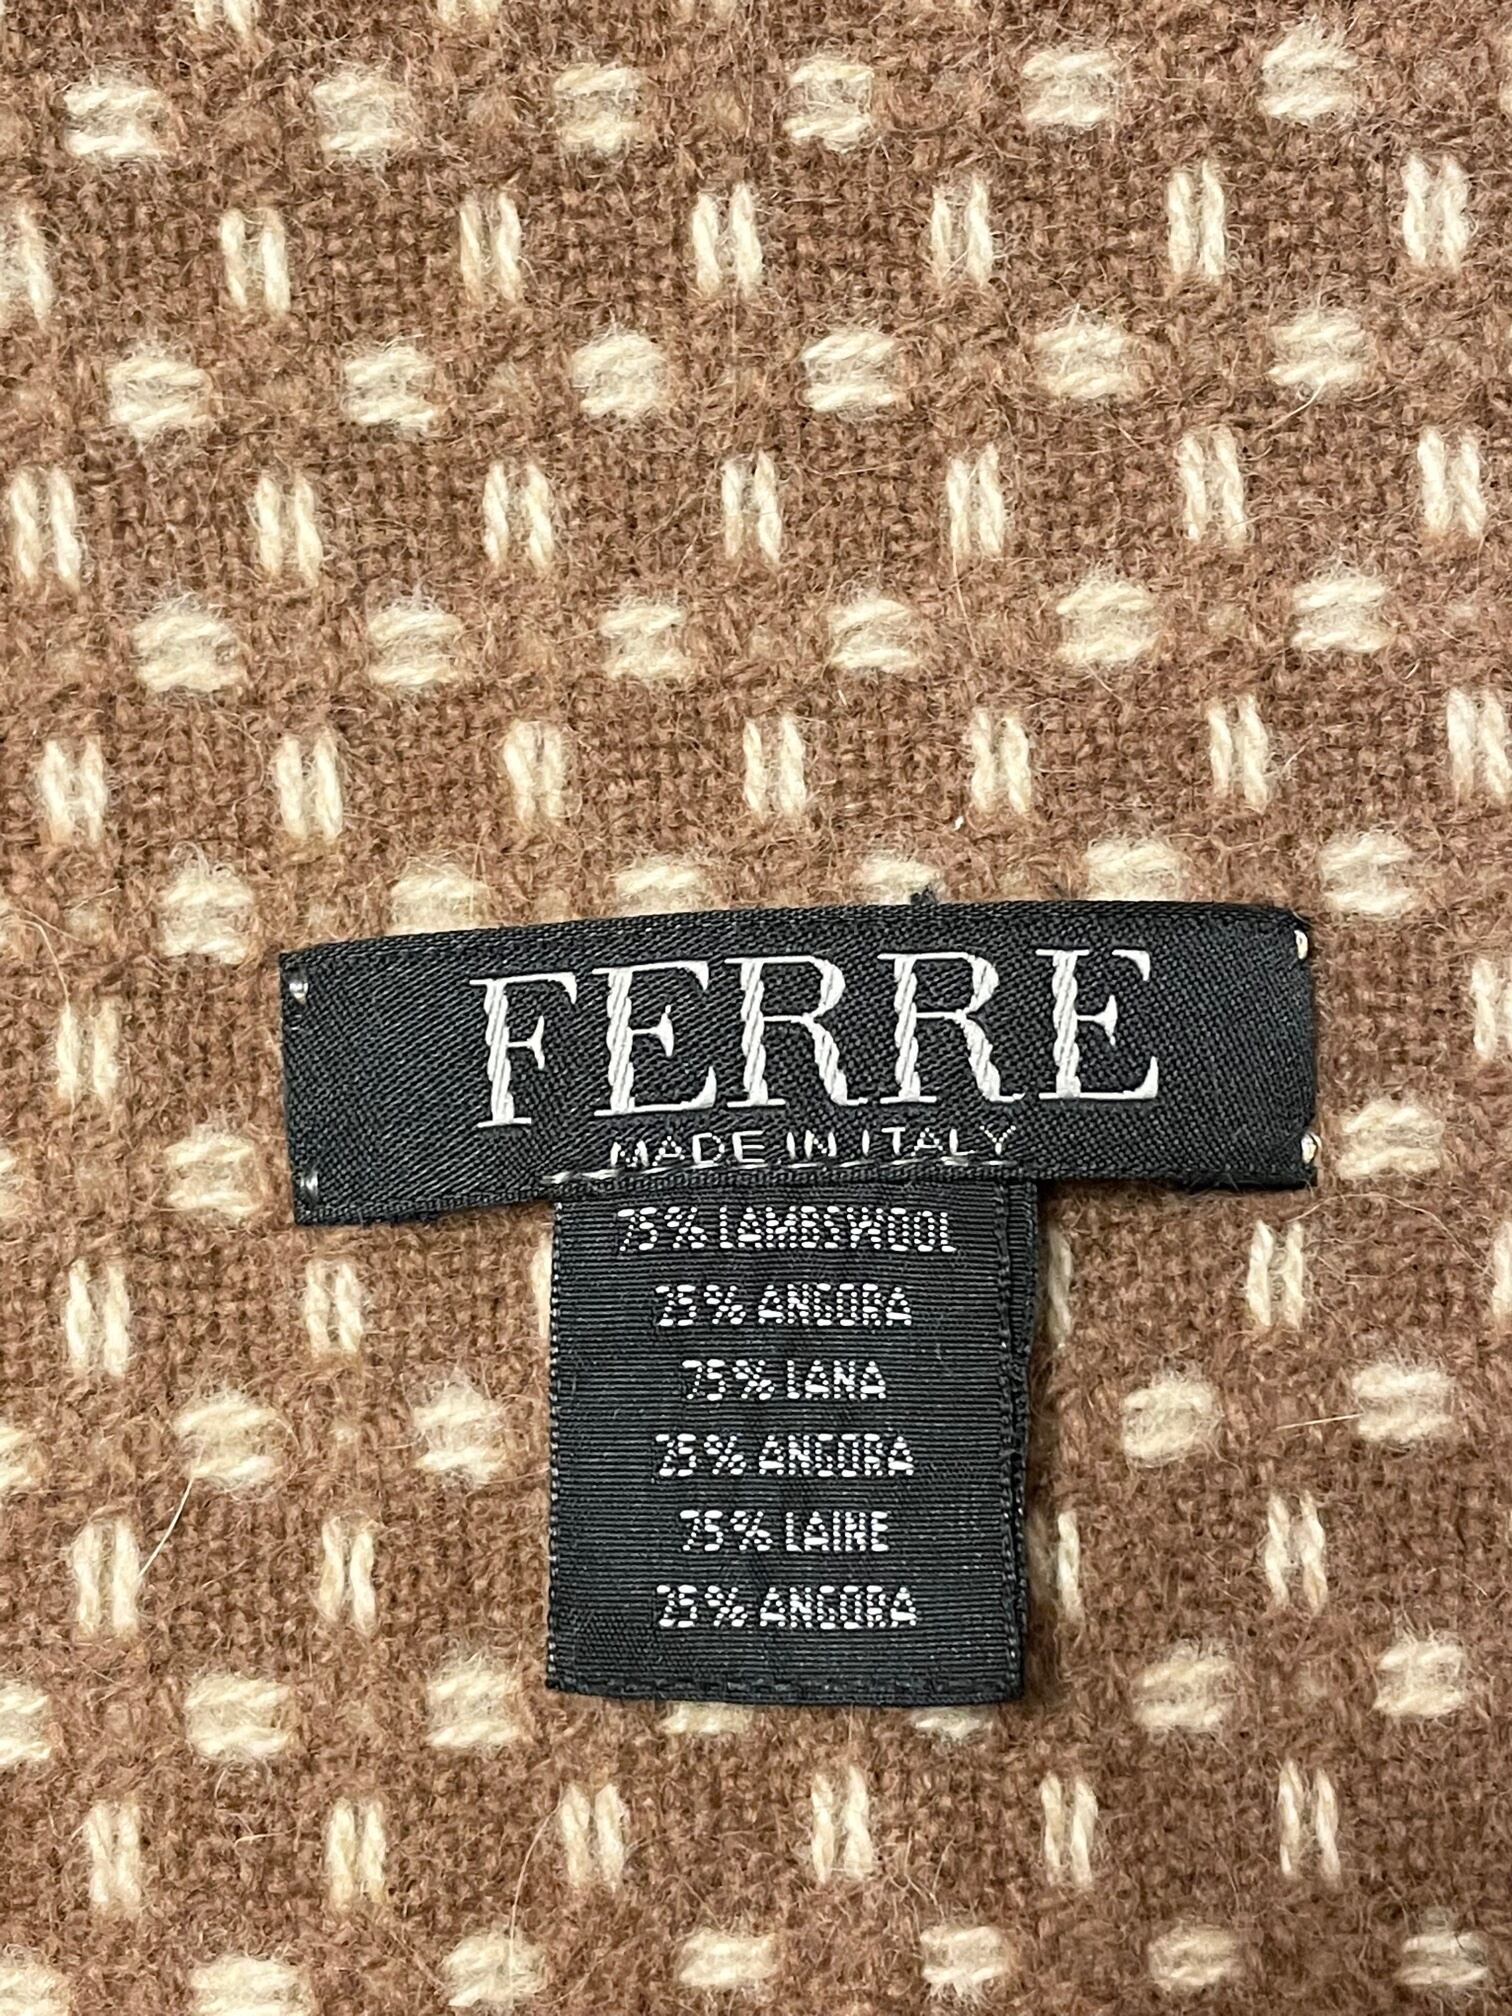 FERRE
MADE IN ITALY
75% LAMBSWOOL
25% ANGORA
75% LANA
25% ANGORA
75% LAINE
25% ANGORA